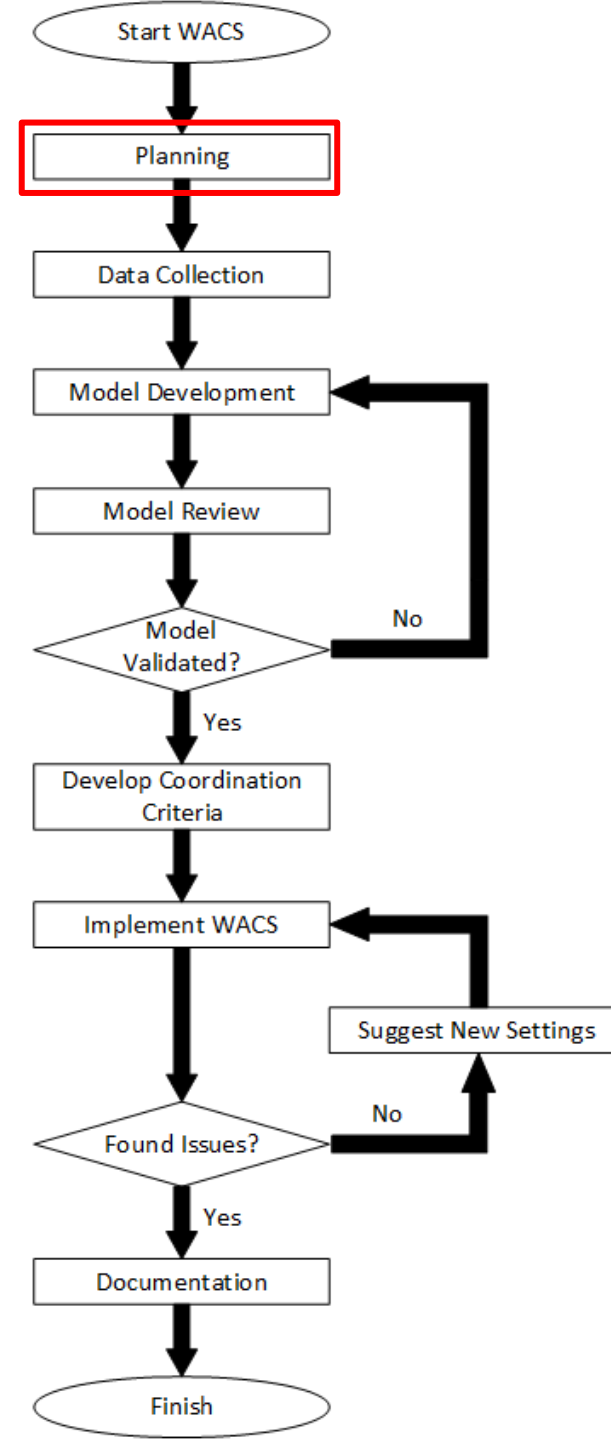 Start WACS
Planning
Data Collection
Model Development
Model Review
Model
Validated?
No
Yes
Develop Coordination
Criteria
Implement WACS
Suggest New Settings
Found Issues?
No
Yes
Documentation
Finish